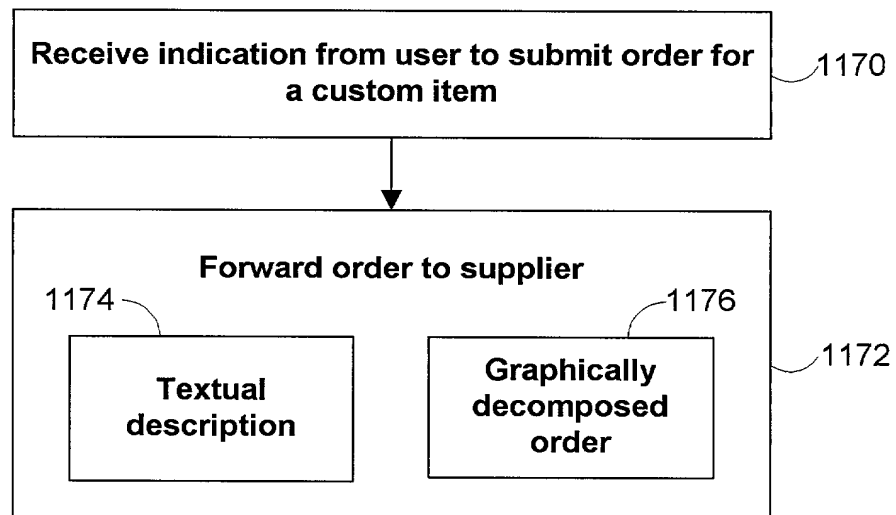 Receive indication from user to submit order for
a custom item
1170
Forward order to supplier
1174
1176
Textual
description
Graphically
decomposed
order
1172